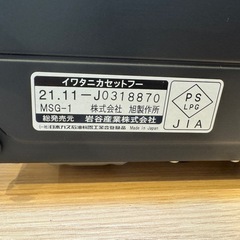 イワタニカセットフー
21.11-J0318870
MSG-1 株式会社 旭製作所
総発売元 岩谷産業株式会社
Made in Japan
PS
LPG
JIA